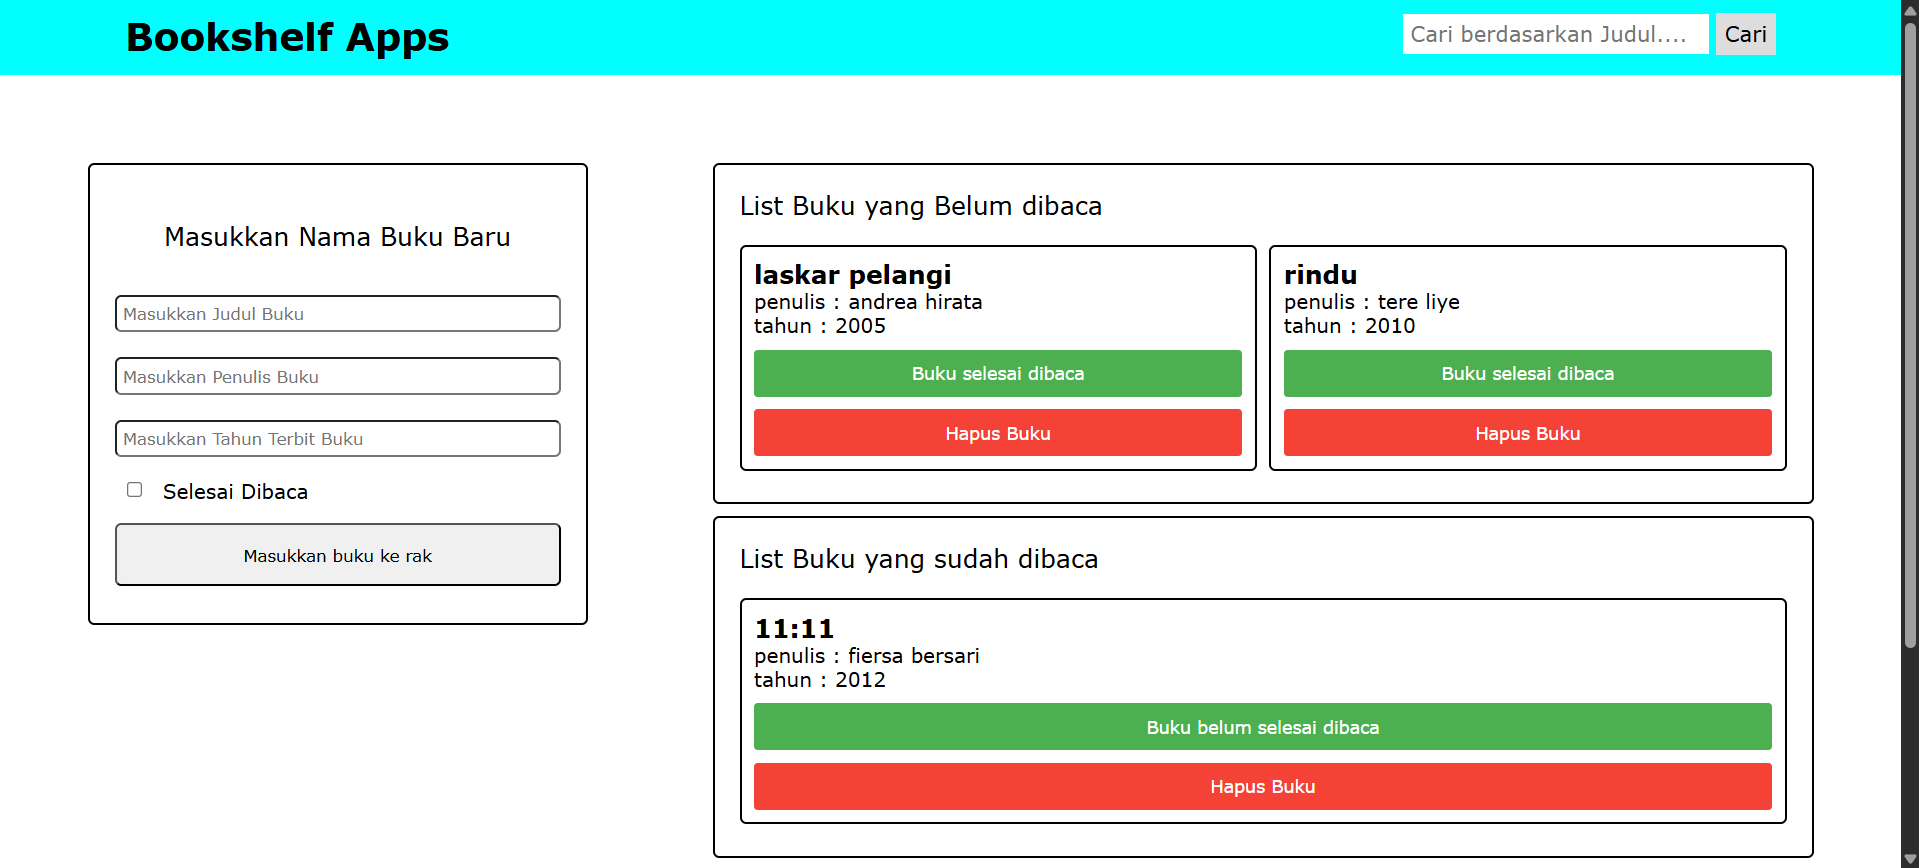 Bookshelf Apps
Cari berdasarkan Judul....
Cari
Masukkan Nama Buku Baru
Masukkan Judul Buku
Masukkan Penulis Buku
Masukkan Tahun Terbit Buku
Selesai Dibaca
Masukkan buku ke rak
List Buku yang Belum dibaca
laskar pelangi
penulis : andrea hirata
tahun : 2005
Buku selesai dibaca
Hapus Buku
rindu
penulis : tere liye
tahun : 2010
Buku selesai dibaca
Hapus Buku
List Buku yang sudah dibaca
11:11
penulis : fiersa bersari
tahun : 2012
Buku belum selesai dibaca
Hapus Buku